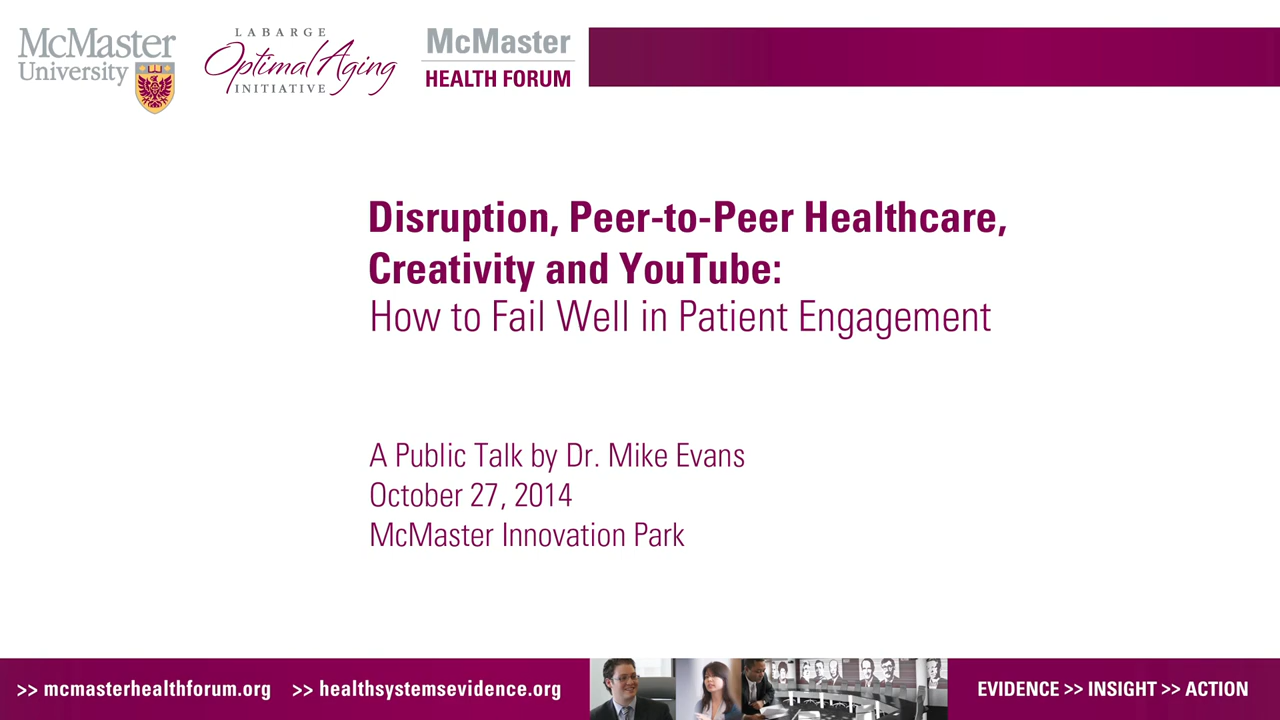 McMaster
University
LABARGE
Optimal Aging
INITIATIVE
McMaster
HEALTH FORUM
Disruption, Peer-to-Peer Healthcare,
Creativity and YouTube:
How to Fail Well in Patient Engagement
A Public Talk by Dr. Mike Evans
October 27, 2014
McMaster Innovation Park
>> mcmasterhealthforum.org >> healthsystemsevidence.org
EVIDENCE >> INSIGHT >> ACTION